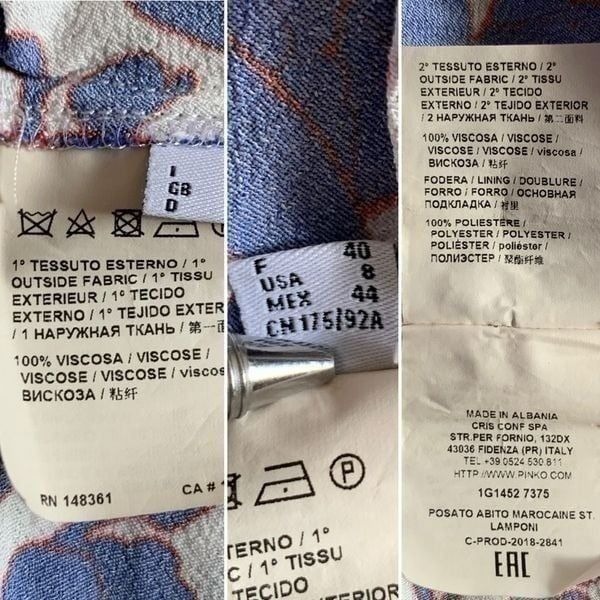 I
GB
D
1° TESSUTO ESTERNO / 1°
OUTSIDE FABRIC / 1° TISSU
EXTERIEUR / 1° TECIDO
EXTERNO / 1° TEJIDO EXTER
/ 1 НАРУЖНАЯ ТКАНЬ / 第一面
100% VISCOSA / VISCOSE /
VISCOSE / VISCOSE / viscos
ВИСКОЗА / 粘纤
RN 148361
CA #
F 40
USA 8
MEX 44
CN 175/92A
P
TERNO / 1°
C / 1° TISSU
TECIDO
ERIOR
2° TESSUTO ESTERNO / 2°
OUTSIDE FABRIC / 2° TISSU
EXTERIEUR / 2° TECIDO
EXTERNO / 2° TEJIDO EXTERIOR
/ 2 НАРУЖНАЯ ТКАНЬ / 第二面料
100% VISCOSA / VISCOSE /
VISCOSE / VISCOSE / viscosa /
ВИСКОЗА / 粘纤
FODERA / LINING / DOUBLURE /
FORRO / FORRO / ОСНОВНАЯ
ПОДКЛАДКА / 衬里
100% POLIESTERE /
POLYESTER / POLYESTER /
POLIÉSTER / poliéster /
ПОЛИЭСТЕР / 聚酯纤维
MADE IN ALBANIA
CRIS CONF SPA
STR.PER FORNIO, 132DX
43036 FIDENZA (PR) ITALY
TEL +39 0524 530.811
HTTP://WWW.PINKO.COM
1G1452 7375
POSATO ABITO MAROCAINE ST.
LAMPONI
C-PROD-2018-2841
EAC